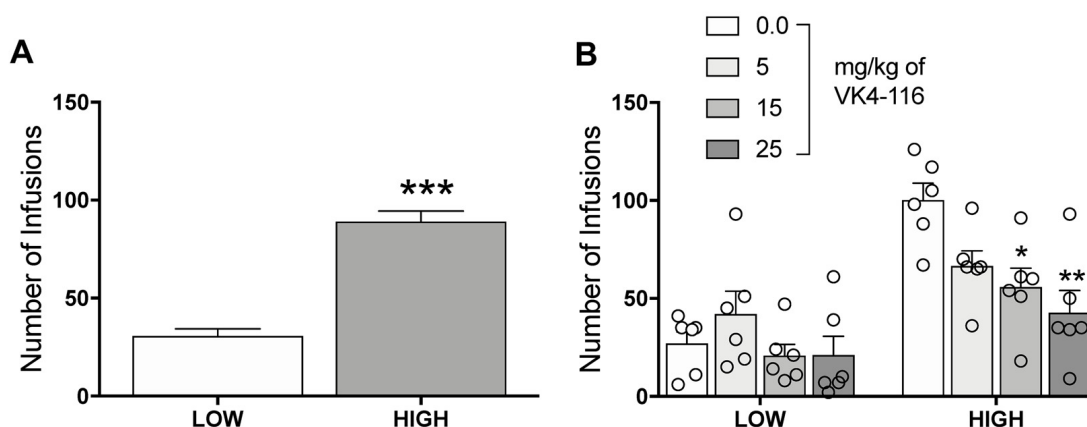 A
Number of Infusions
150
100
50
0
***
LOW
HIGH
B
0.0
5
15
25
mg/kg of
VK4-116
Number of Infusions
150
100
50
0
*
**
LOW
HIGH